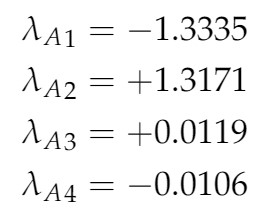 λ_{A1} = −1.3335
λ_{A2} = +1.3171
λ_{A3} = +0.0119
λ_{A4} = −0.0106